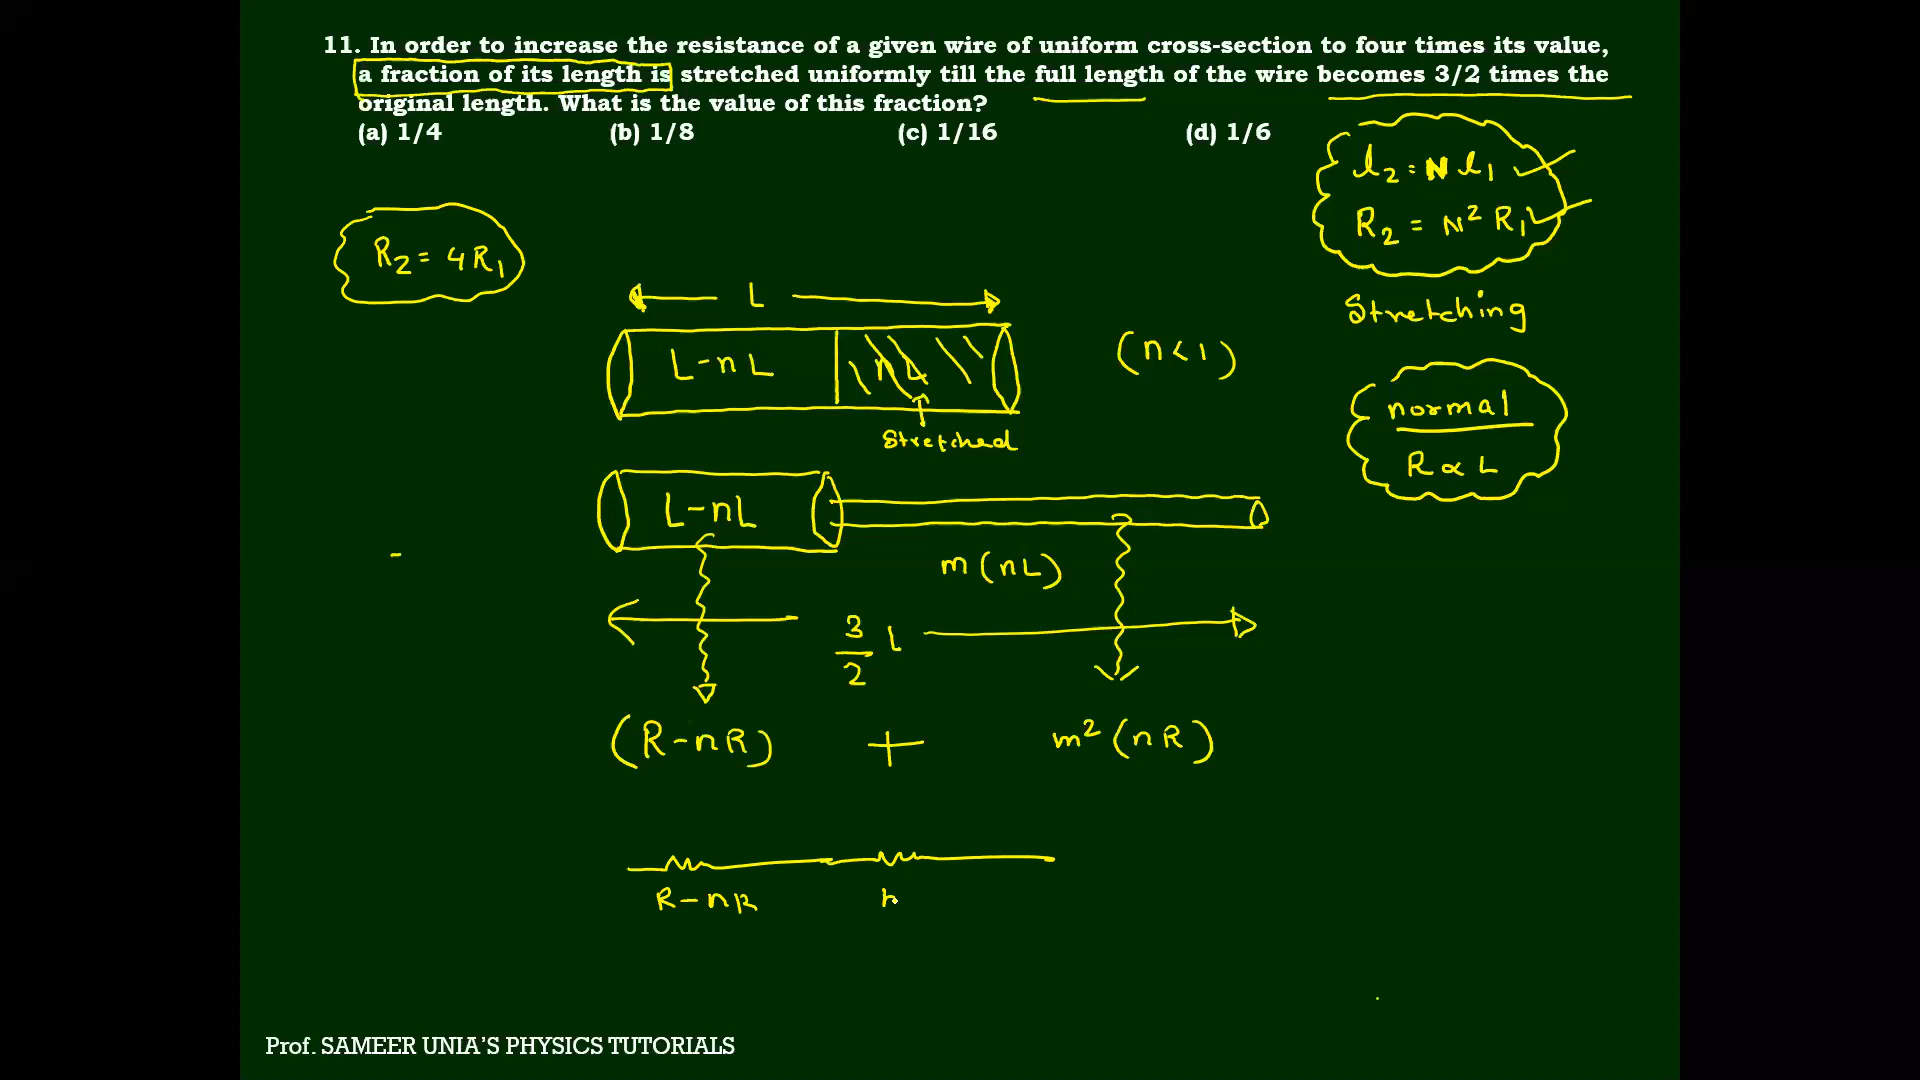 11. In order to increase the resistance of a given wire of uniform cross-section to four times its value,
a fraction of its length is stretched uniformly till the full length of the wire becomes 3/2 times the
original length. What is the value of this fraction?
(a) 1/4 (b) 1/8 (c) 1/16 (d) 1/6
l₂ = N l₁
R₂ = N² R₁
R₂ = 4R₁
Stretching
L
L-nL nL (n<1)
Stretched
normal
R ∝ L
L-nL
m(nL)
3/2 L
(R-nR) + m²(nR)
R-nR
Prof. SAMEER UNIA'S PHYSICS TUTORIALS